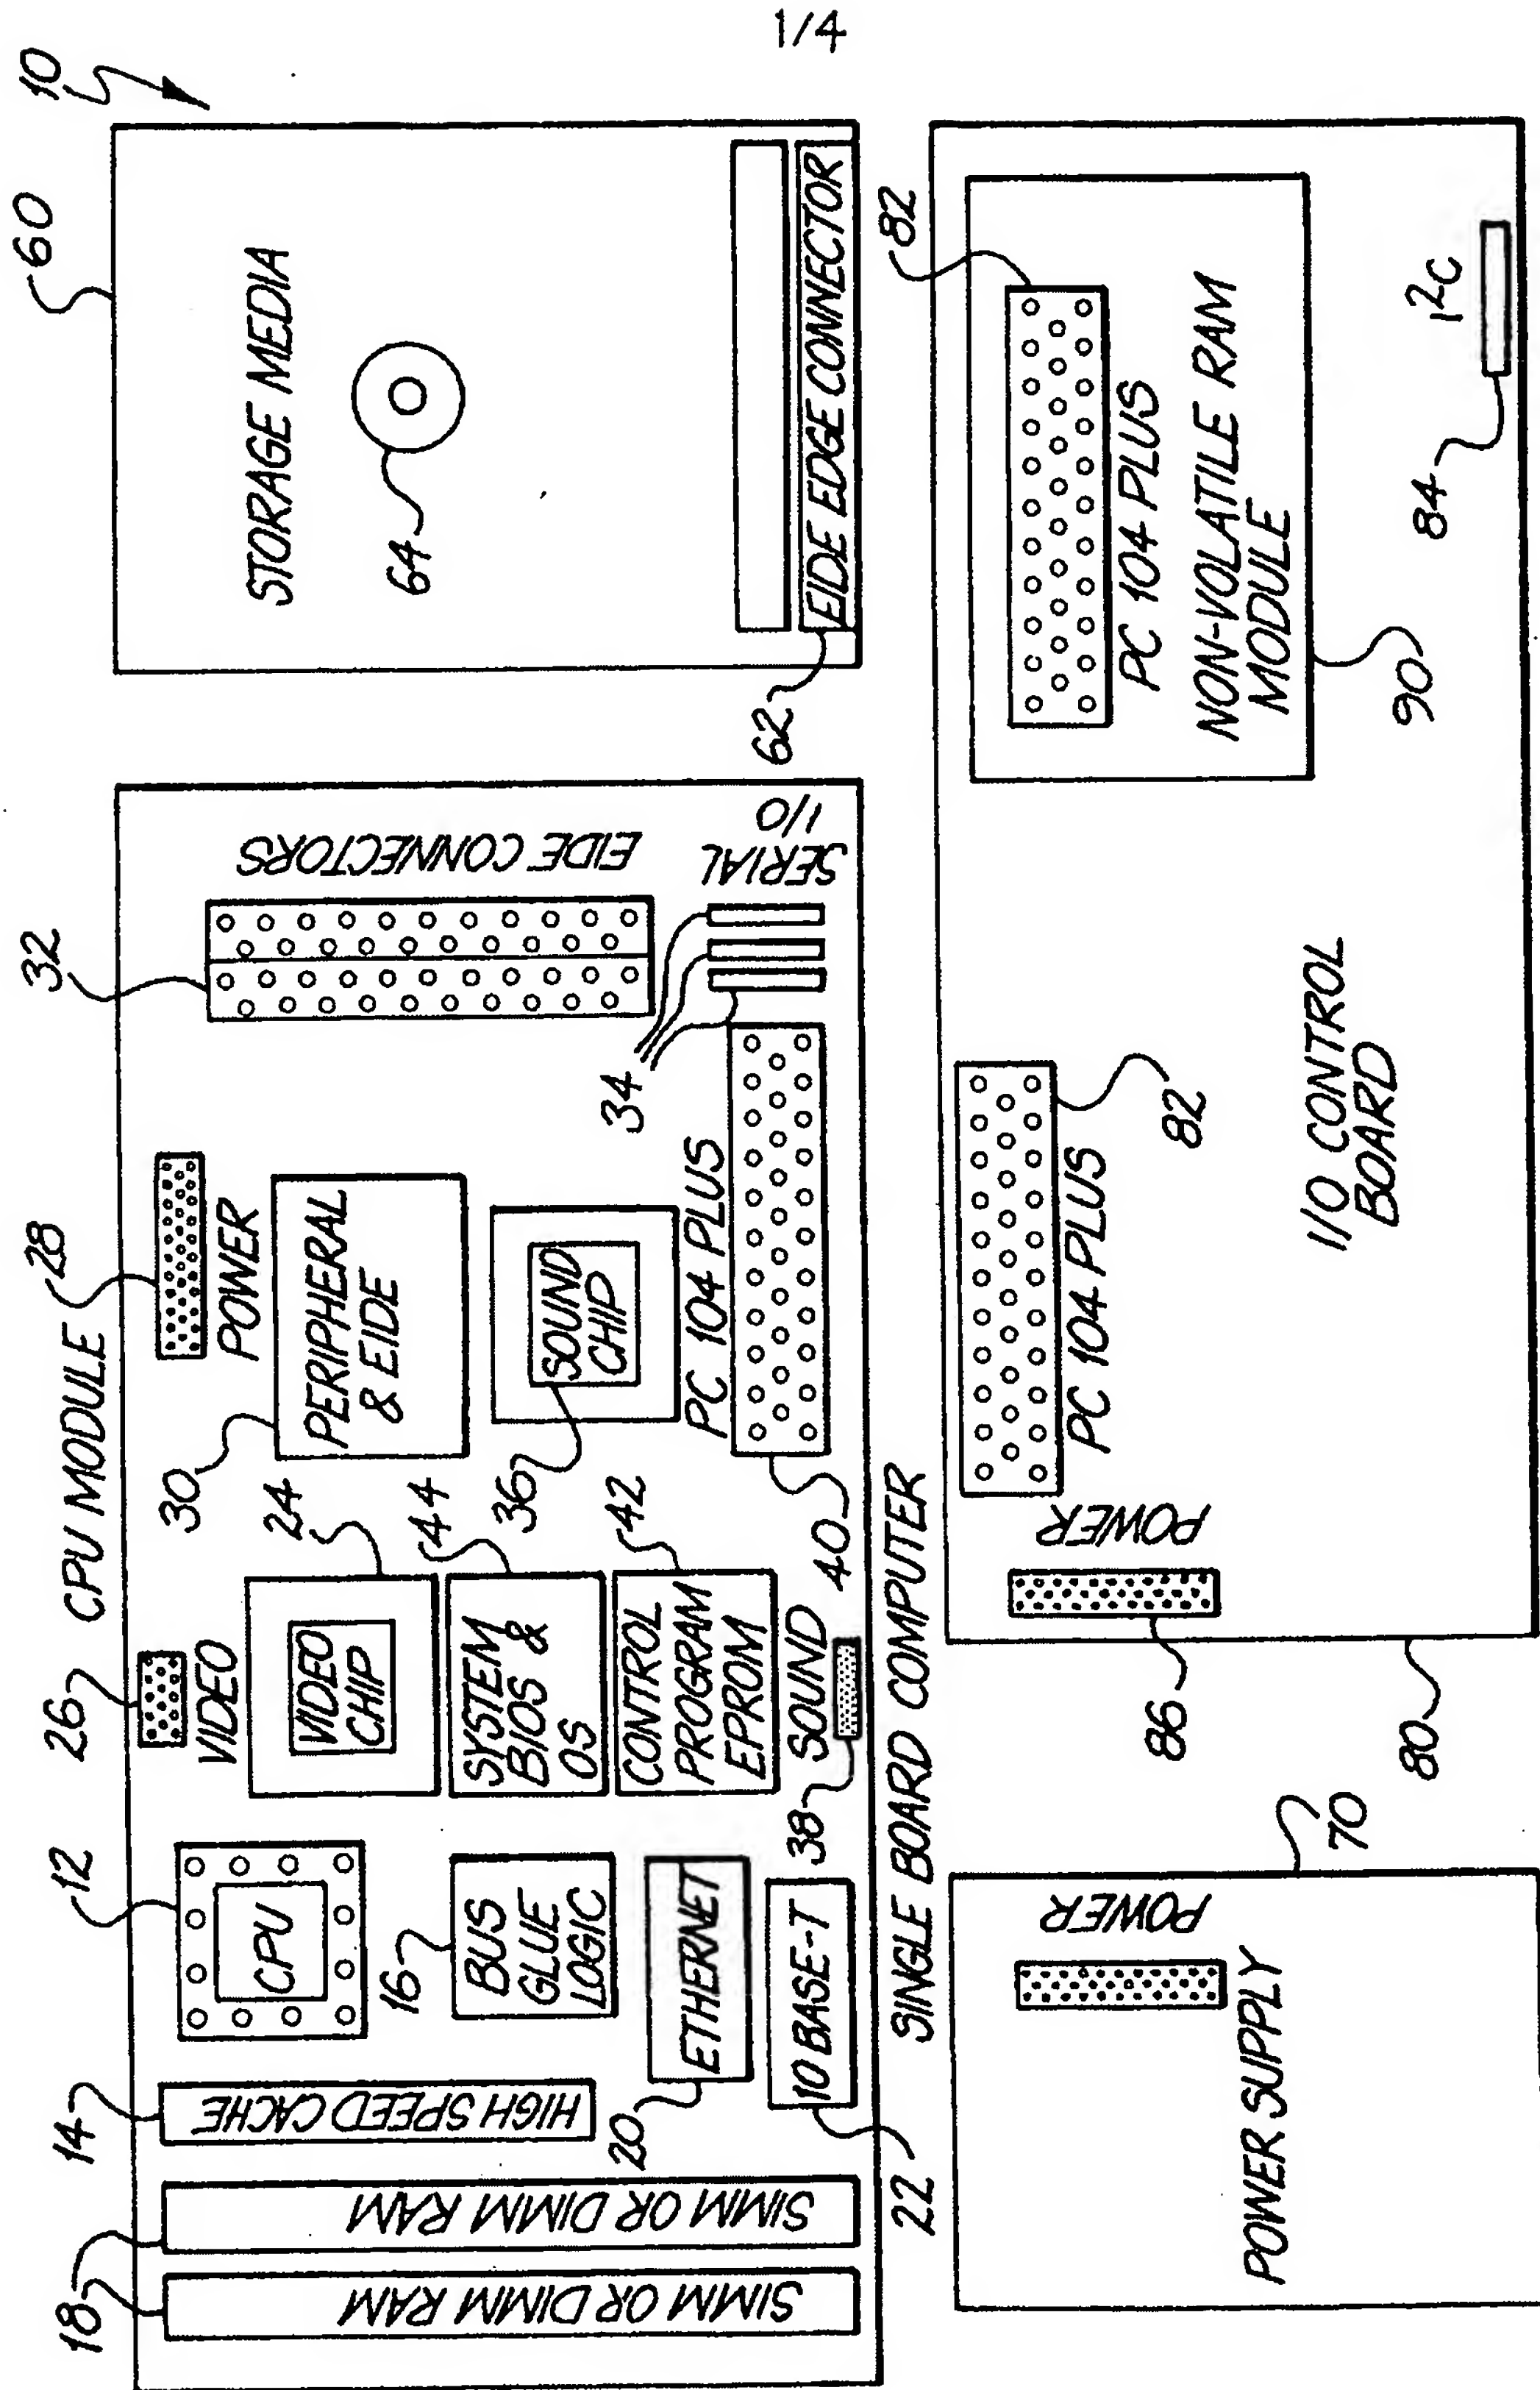 1/4
10
CPU MODULE
18
14
12
26
28
32
60
SIMM OR DIMM RAM
SIMM OR DIMM RAM
HIGH SPEED CACHE
CPU
16
BUS
GLUE
LOGIC
20
ETHERNET
10 BASE-T
22
VIDEO
24
VIDEO
CHIP
44
SYSTEM
BIOS &
OS
42
CONTROL
PROGRAM
EPROM
SOUND
38
40
POWER
30
PERIPHERAL
& EIDE
36
SOUND
CHIP
PC 104 PLUS
EIDE CONNECTORS
34
SERIAL
I/O
SINGLE BOARD COMPUTER
STORAGE MEDIA
64
62
EIDE EDGE CONNECTOR
POWER
POWER SUPPLY
70
POWER
86
80
PC 104 PLUS
82
I/O CONTROL
BOARD
82
PC 104 PLUS
NON-VOLATILE RAM
MODULE
90
84
I2C